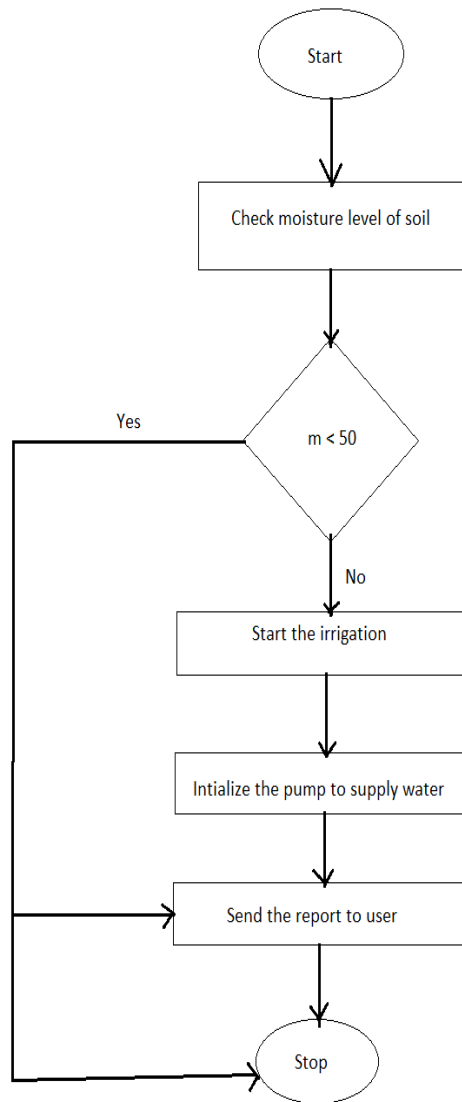 Start
Check moisture level of soil
Yes
m < 50
No
Start the irrigation
Intialize the pump to supply water
Send the report to user
Stop